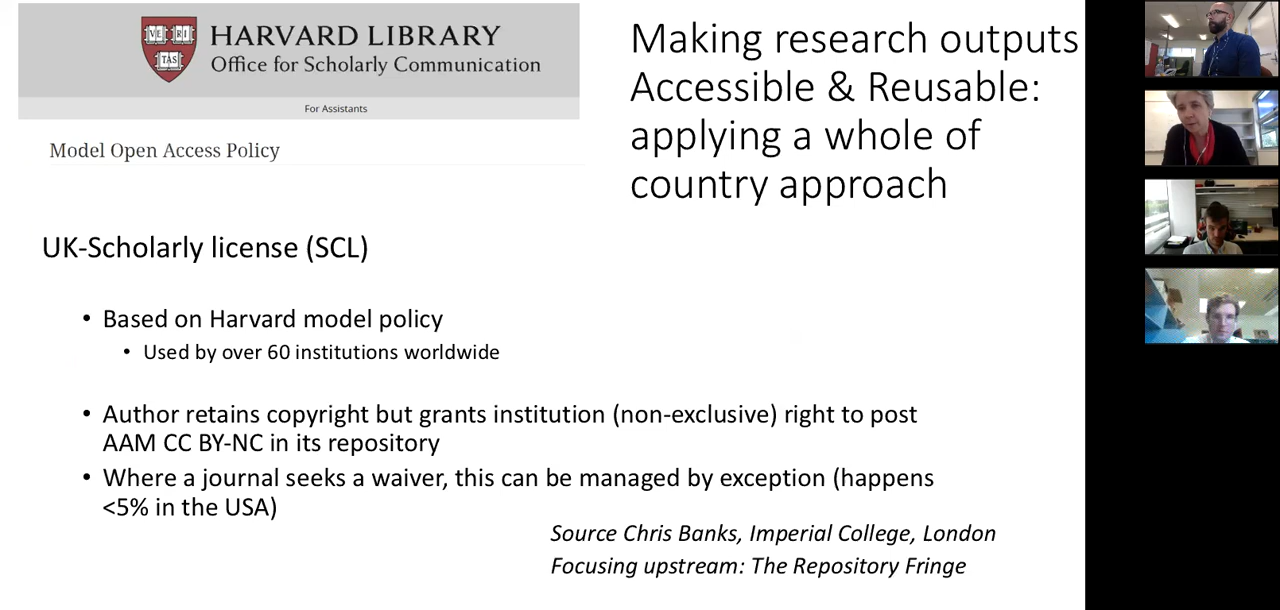 VE RI TAS
HARVARD LIBRARY
Office for Scholarly Communication
For Assistants
Model Open Access Policy
Making research outputs
Accessible & Reusable:
applying a whole of
country approach
UK-Scholarly license (SCL)
• Based on Harvard model policy
• Used by over 60 institutions worldwide
• Author retains copyright but grants institution (non-exclusive) right to post
AAM CC BY-NC in its repository
• Where a journal seeks a waiver, this can be managed by exception (happens
<5% in the USA)
Source Chris Banks, Imperial College, London
Focusing upstream: The Repository Fringe